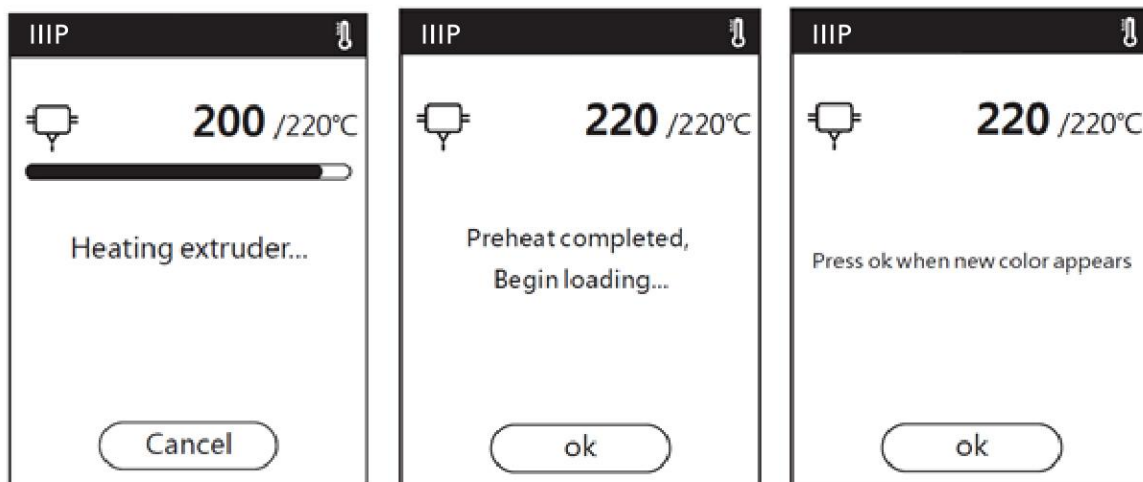 IIIP
200 /220°C
Heating extruder...
Cancel
IIIP
220 /220°C
Preheat completed,
Begin loading...
ok
IIIP
220 /220°C
Press ok when new color appears
ok